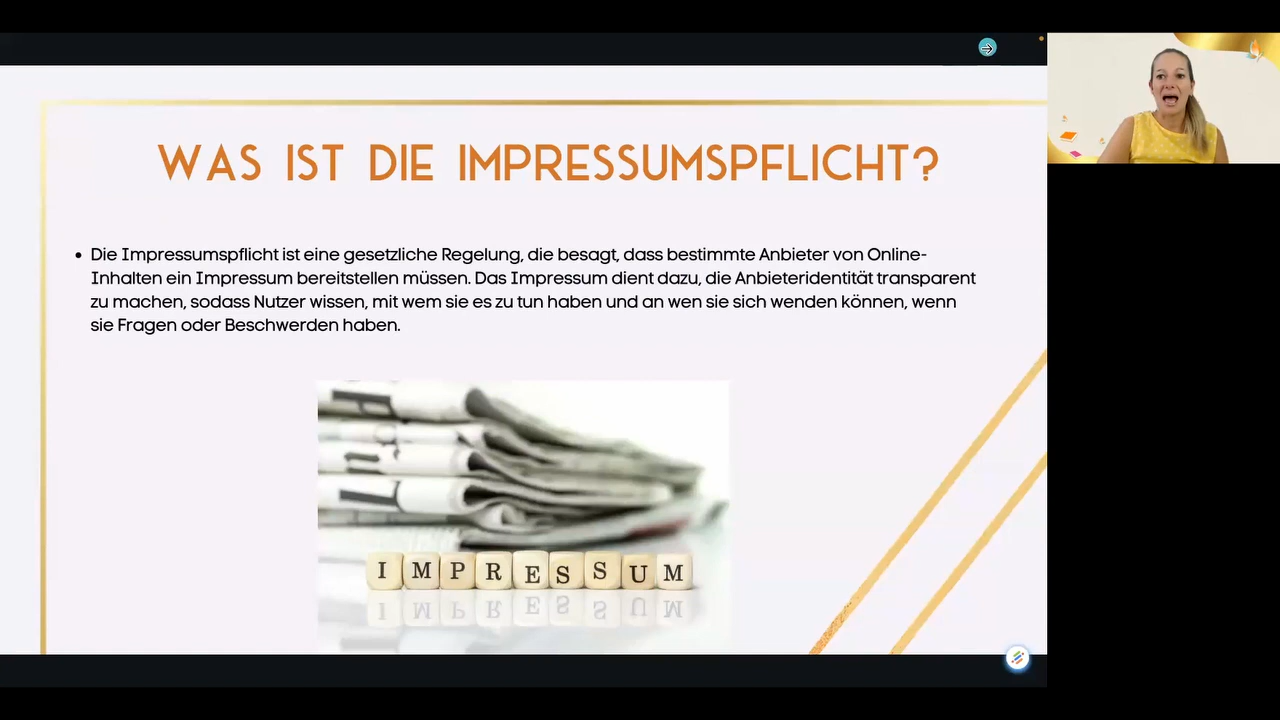 WAS IST DIE IMPRESSUMSPFLICHT?
• Die Impressumspflicht ist eine gesetzliche Regelung, die besagt, dass bestimmte Anbieter von Online-
Inhalten ein Impressum bereitstellen müssen. Das Impressum dient dazu, die Anbieteridentität transparent
zu machen, sodass Nutzer wissen, mit wem sie es zu tun haben und an wen sie sich wenden können, wenn
sie Fragen oder Beschwerden haben.
IMPRESSUM